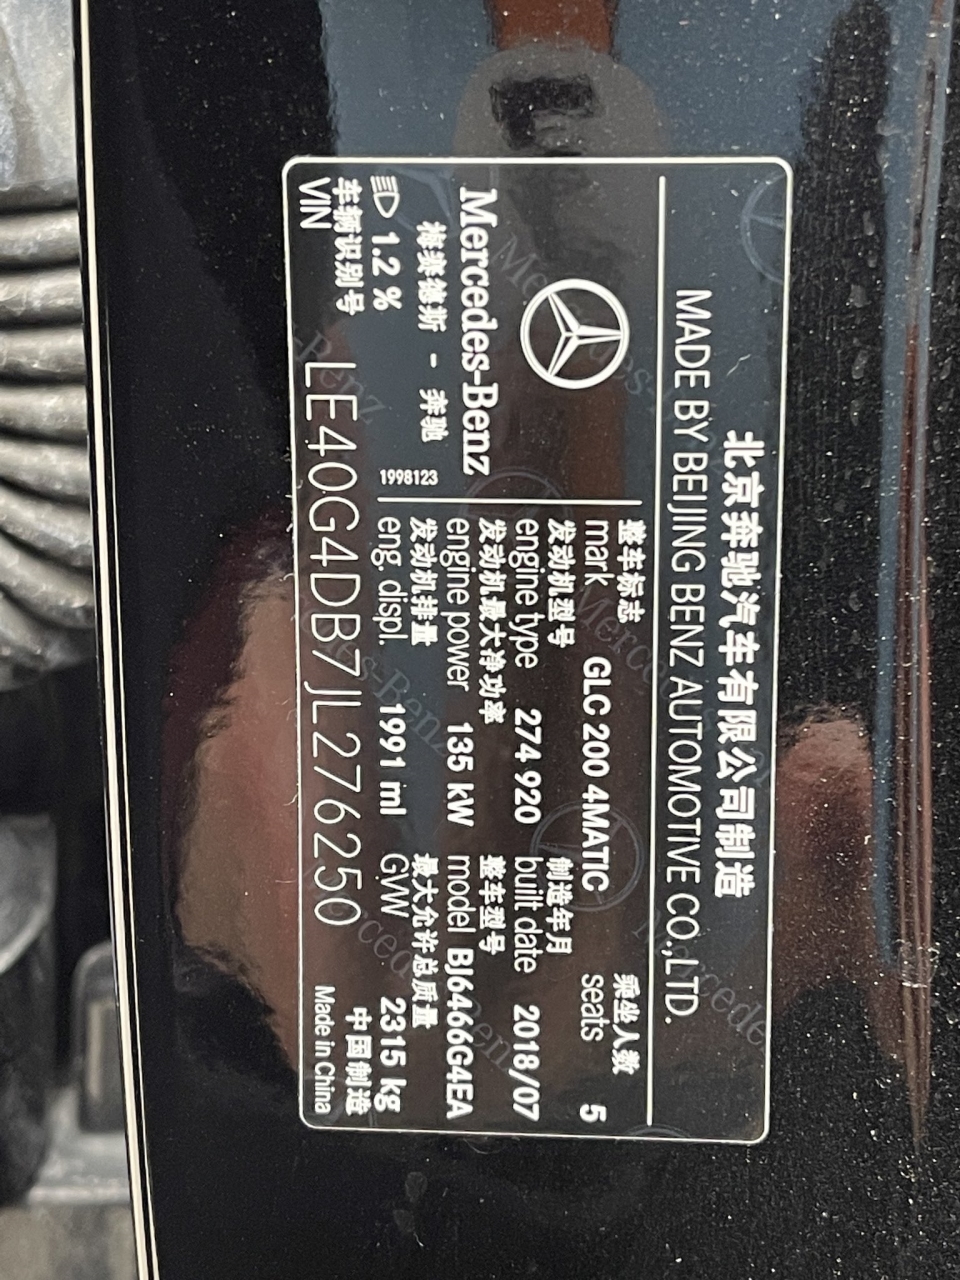 北京奔驰汽车有限公司制造
MADE BY BEIJING BENZ AUTOMOTIVE CO.,LTD.
Mercedes-Benz
梅赛德斯 - 奔驰
1.2 %
1998123
整车标志 乘坐人数
mark GLC 200 4MATIC seats 5
发动机型号 制造年月
engine type 274 920 built date 2018/07
发动机最大净功率 整车型号
engine power 135 kW model BJ6466G4EA
发动机排量 最大允许总质量
eng. displ. 1991 ml GVW 2315 kg
车辆识别号 中国制造
VIN LE40G4DB7JL276250 Made in China